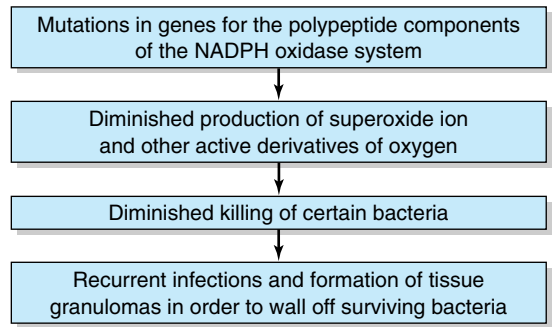 Mutations in genes for the polypeptide components
of the NADPH oxidase system
Diminished production of superoxide ion
and other active derivatives of oxygen
Diminished killing of certain bacteria
Recurrent infections and formation of tissue
granulomas in order to wall off surviving bacteria